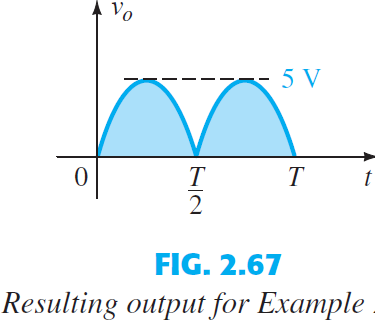 v_o
5 V
0
T/2
T
t
FIG. 2.67
Resulting output for Example